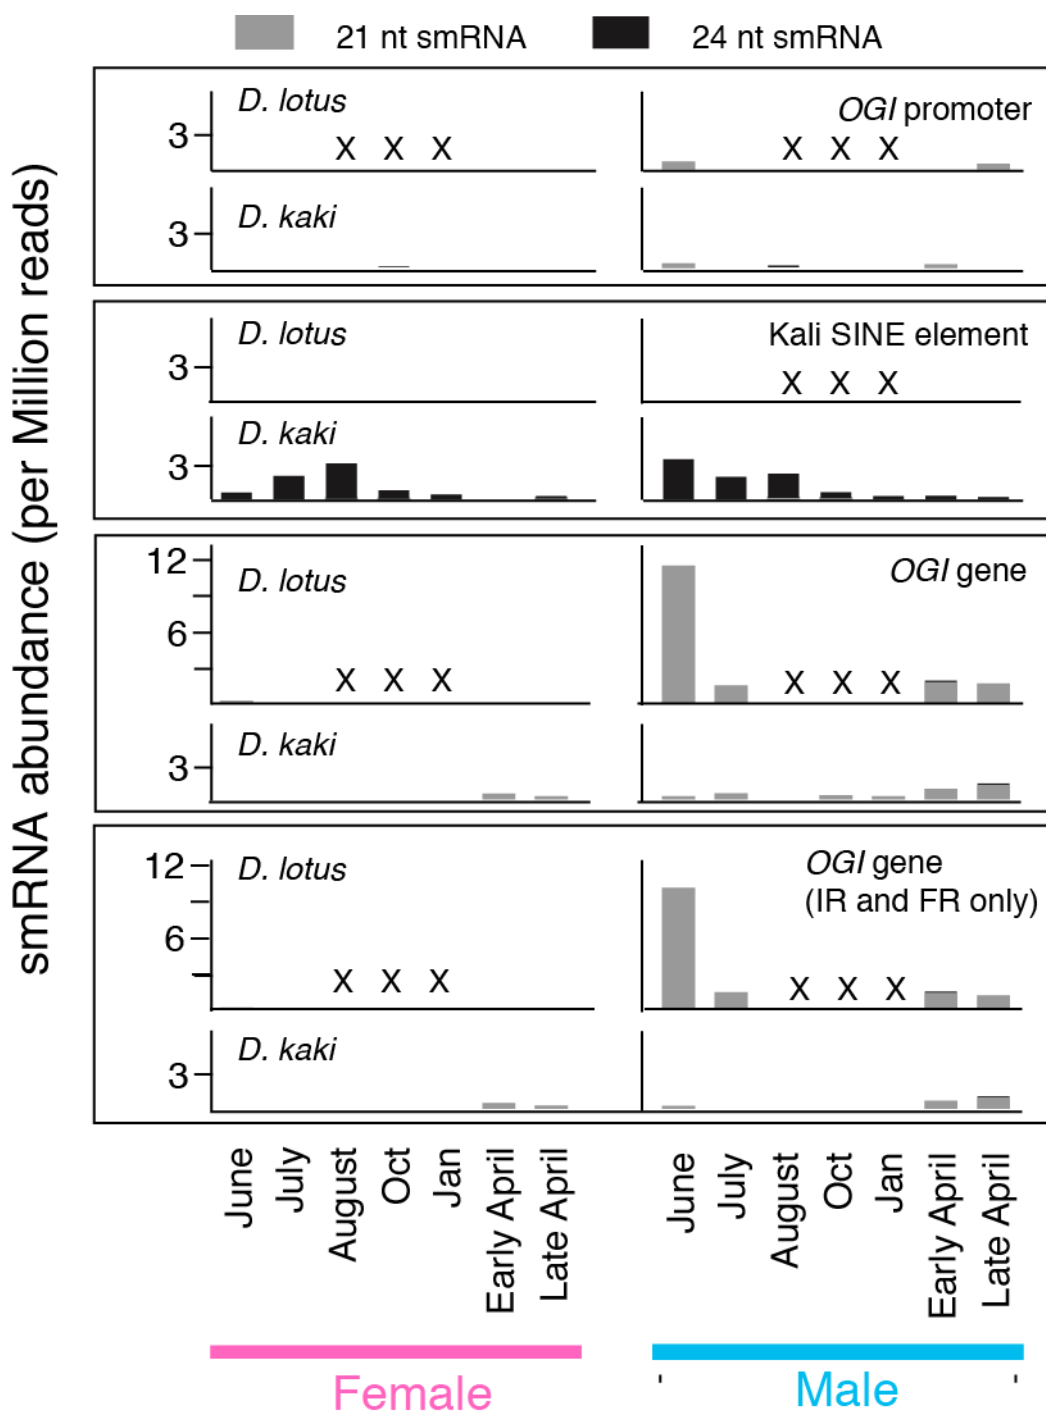 21 nt smRNA 24 nt smRNA
smRNA abundance (per Million reads)
D. lotus
OGI promoter
3
X X X
X X X
D. kaki
3
D. lotus
Kali SINE element
3
X X X
D. kaki
3
12
D. lotus
OGI gene
6
X X X
X X X
D. kaki
3
12
D. lotus
OGI gene
(IR and FR only)
6
X X X
X X X
D. kaki
3
June July August Oct Jan Early April Late April
June July August Oct Jan Early April Late April
Female
Male